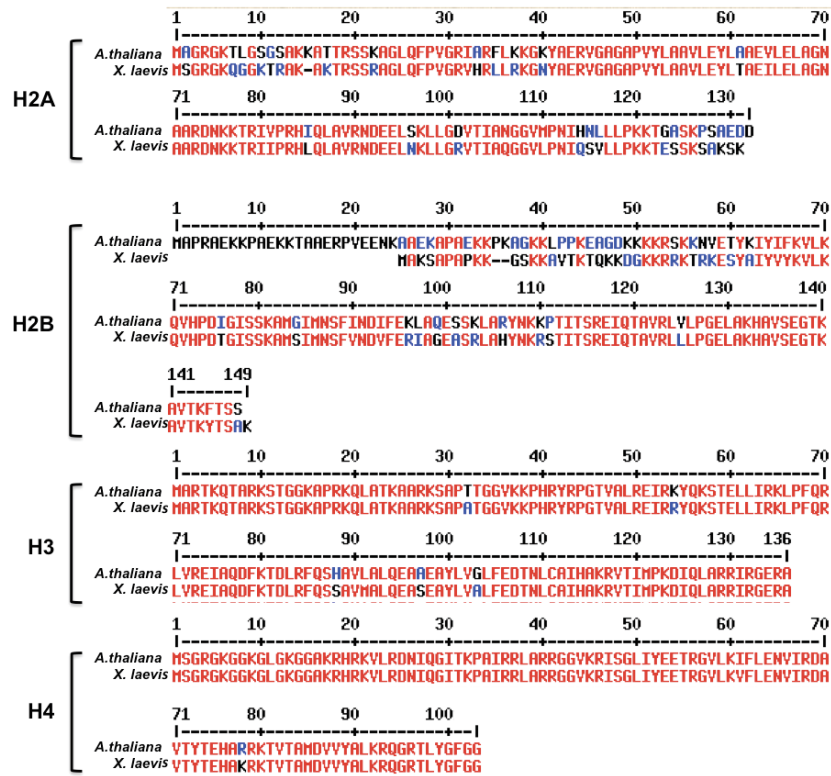 1 10 20 30 40 50 60 70
|--------+---------+---------+---------+---------+---------+---------|
A.thaliana MAGRGKTLGSGSAKKATTRSSKAGLQFPVGRIARFLKKGKYAERVGAGAPVYLAAVLEYLAAEVLELAGN
X. laevis MSGRGKQGGKTRAK-AKTRSSRAGLQFPVGRVHRLLRKGNYAERVGAGAPVYLAAVLEYLTAEILELAGN
H2A
71 80 90 100 110 120 130
|--------+---------+---------+---------+---------+---------+-|
A.thaliana AARDNKKTRIVPRHIQLAVRNDEELSKLLGDVTIANGGVMPNIHNLLLPKKTGASKPSAEDD
X. laevis AARDNKKTRIIPRHLQLAVRNDEELNKLLGRVTIAQGGVLPNIQSVLLPKKTESSKSAKSK
1 10 20 30 40 50 60 70
|--------+---------+---------+---------+---------+---------+---------|
A.thaliana MAPRAEKKPAEKKTAAERPVEENKAAEKAPAEKKPKAGKKLPPKEAGDKKKKRSKKNVETYKIYIFKVLK
X. laevis MAKSAPAPKK--GSKKAVTKTQKKDGKKRRKTRKESYAIYVYKVLK
71 80 90 100 110 120 130 140
|--------+---------+---------+---------+---------+---------+---------|
H2B
A.thaliana QVHPDIGISSKAMGIMNSFINDIFEKLAQESSKLARYNKKPTITSREIQTAVRLVLPGELAKHAVSEGTK
X. laevis QVHPDTGISSKAMSIMNSFVNDVFERIAGEASRLAHYNKRSTITSREIQTAVRLLLPGELAKHAVSEGTK
141 149
|-------|
A.thaliana AVTKFTSS
X. laevis AVTKYTSAK
1 10 20 30 40 50 60 70
|--------+---------+---------+---------+---------+---------+---------|
A.thaliana MARTKQTARKSTGGKAPRKQLATKAARKSAPTTGGVKKPHRYRPGTVALREIRKYQKSTELLIRKLPFQR
X. laevis MARTKQTARKSTGGKAPRKQLATKAARKSAPATGGVKKPHRYRPGTVALREIRRYQKSTELLIRKLPFQR
H3
71 80 90 100 110 120 130 136
|--------+---------+---------+---------+---------+---------+-----|
A.thaliana LVREIAQDFKTDLRFQSHAVLALQEAAEAYLVGLFEDTNLCAIHAKRVTIMPKDIQLARRIRGERA
X. laevis LVREIAQDFKTDLRFQSSAVMALQEASEAYLVALFEDTNLCAIHAKRVTIMPKDIQLARRIRGERA
1 10 20 30 40 50 60 70
|--------+---------+---------+---------+---------+---------+---------|
A.thaliana MSGRGKGGKGLGKGGAKRHRKVLRDNIQGITKPAIRRLARRGGVKRISGLIYEETRGVLKIFLENVIRDA
X. laevis MSGRGKGGKGLGKGGAKRHRKVLRDNIQGITKPAIRRLARRGGVKRISGLIYEETRGVLKVFLENVIRDA
H4
71 80 90 100
|--------+---------+---------+--|
A.thaliana VTYTEHARRKTVTAMDVVYALKRQGRTLYGFGG
X. laevis VTYTEHAKRKTVTAMDVVYALKRQGRTLYGFGG